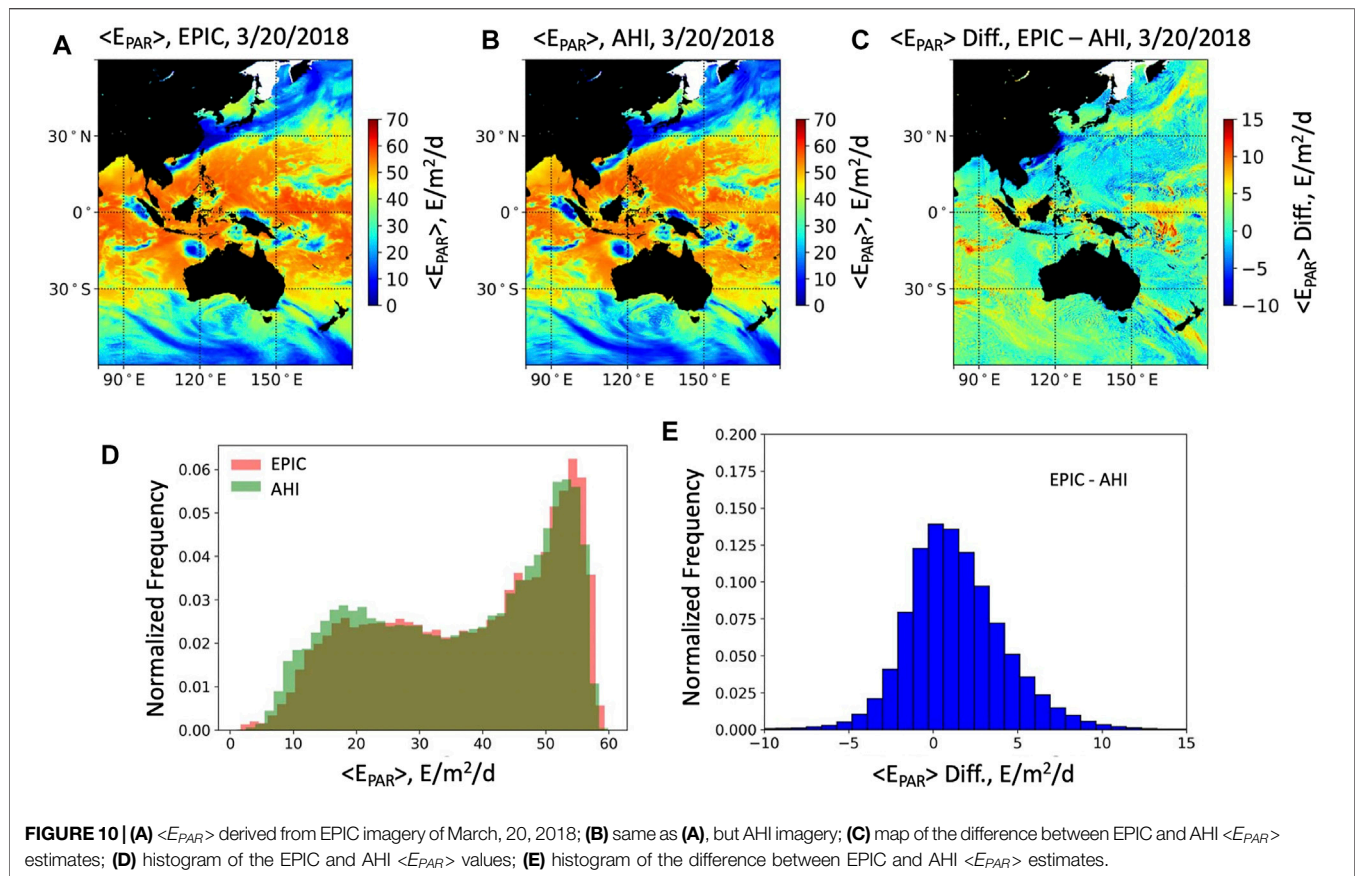 A <E_PAR>, EPIC, 3/20/2018
30°N
0°
30°S
90°E 120°E 150°E
70
60
50
40
30
20
10
0
<E_PAR>, E/m²/d
B <E_PAR>, AHI, 3/20/2018
30°N
0°
30°S
90°E 120°E 150°E
70
60
50
40
30
20
10
0
<E_PAR>, E/m²/d
C <E_PAR> Diff., EPIC – AHI, 3/20/2018
30°N
0°
30°S
90°E 120°E 150°E
15
10
5
0
−5
−10
<E_PAR> Diff., E/m²/d
D
EPIC
AHI
Normalized Frequency
0.06
0.05
0.04
0.03
0.02
0.01
0.00
0 10 20 30 40 50 60
<E_PAR>, E/m²/d
E
EPIC - AHI
Normalized Frequency
0.200
0.175
0.150
0.125
0.100
0.075
0.050
0.025
0.000
−10 −5 0 5 10 15
<E_PAR> Diff., E/m²/d
FIGURE 10 | (A) <E_PAR> derived from EPIC imagery of March, 20, 2018; (B) same as (A), but AHI imagery; (C) map of the difference between EPIC and AHI <E_PAR>
estimates; (D) histogram of the EPIC and AHI <E_PAR> values; (E) histogram of the difference between EPIC and AHI <E_PAR> estimates.